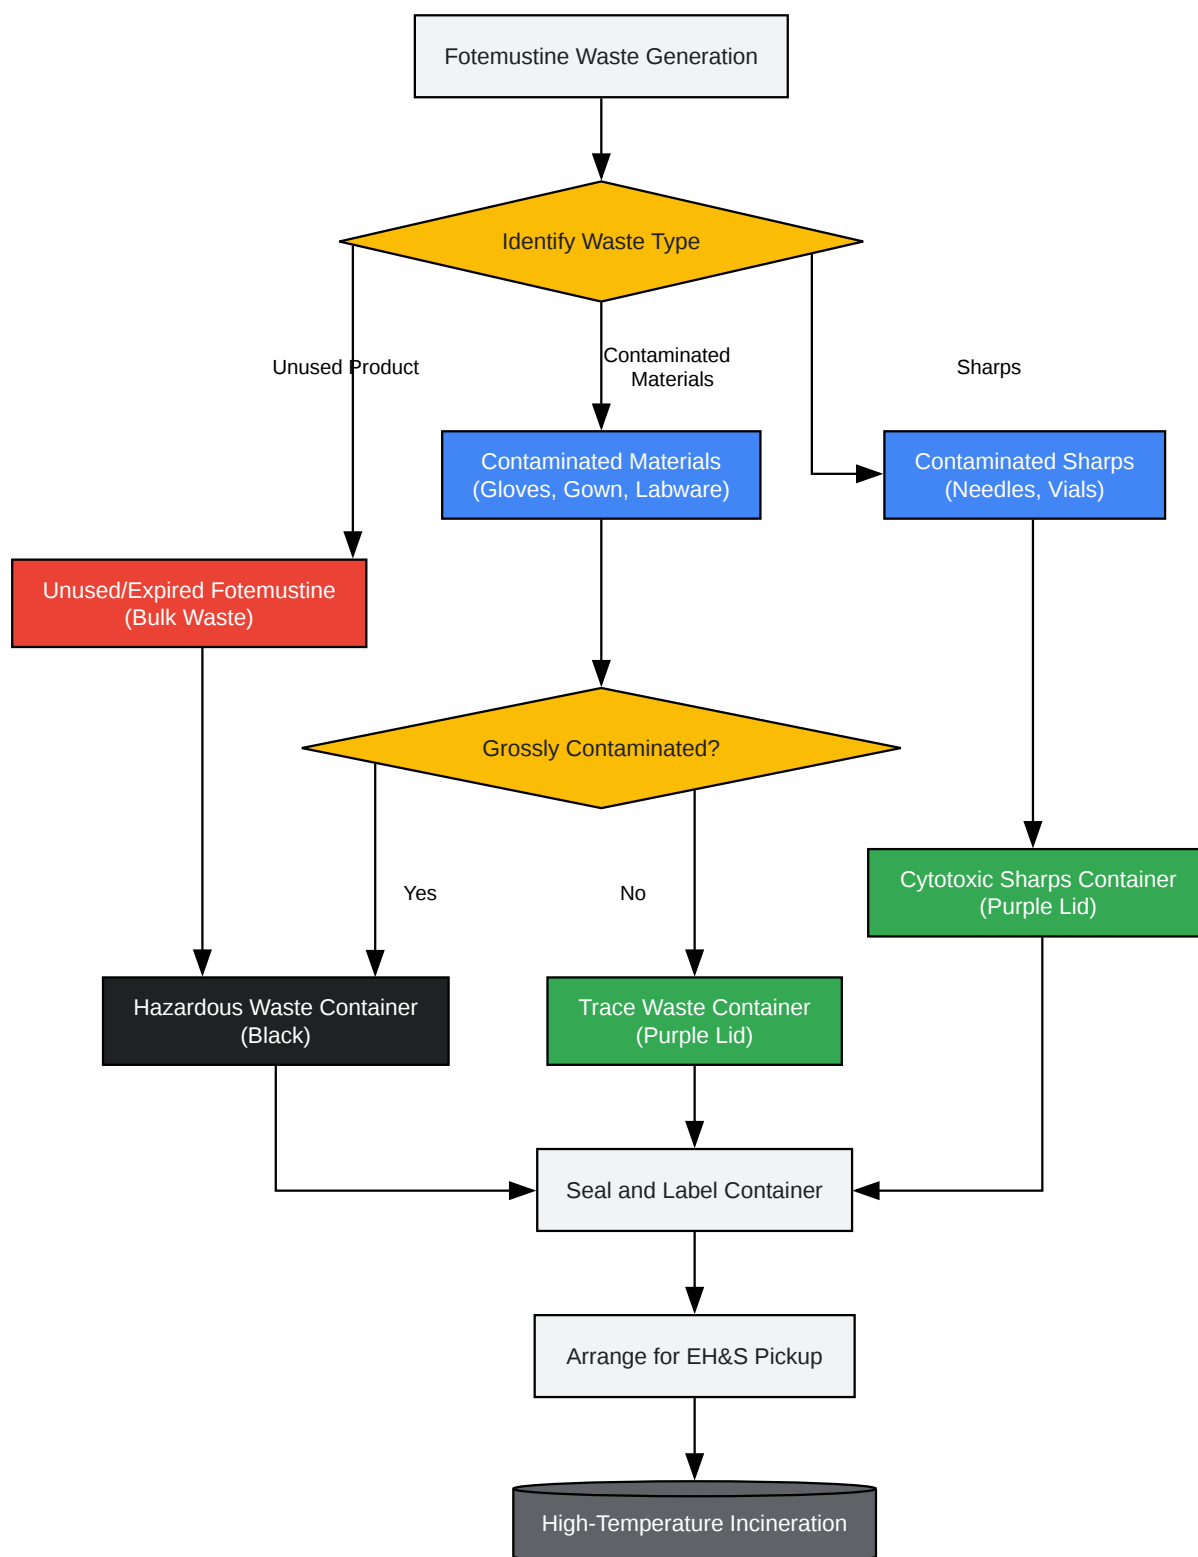 Fotemustine Waste Generation
Identify Waste Type
Unused Product
Contaminated
Materials
Sharps
Contaminated Materials
(Gloves, Gown, Labware)
Contaminated Sharps
(Needles, Vials)
Unused/Expired Fotemustine
(Bulk Waste)
Grossly Contaminated?
Yes
No
Cytotoxic Sharps Container
(Purple Lid)
Hazardous Waste Container
(Black)
Trace Waste Container
(Purple Lid)
Seal and Label Container
Arrange for EH&S Pickup
High-Temperature Incineration